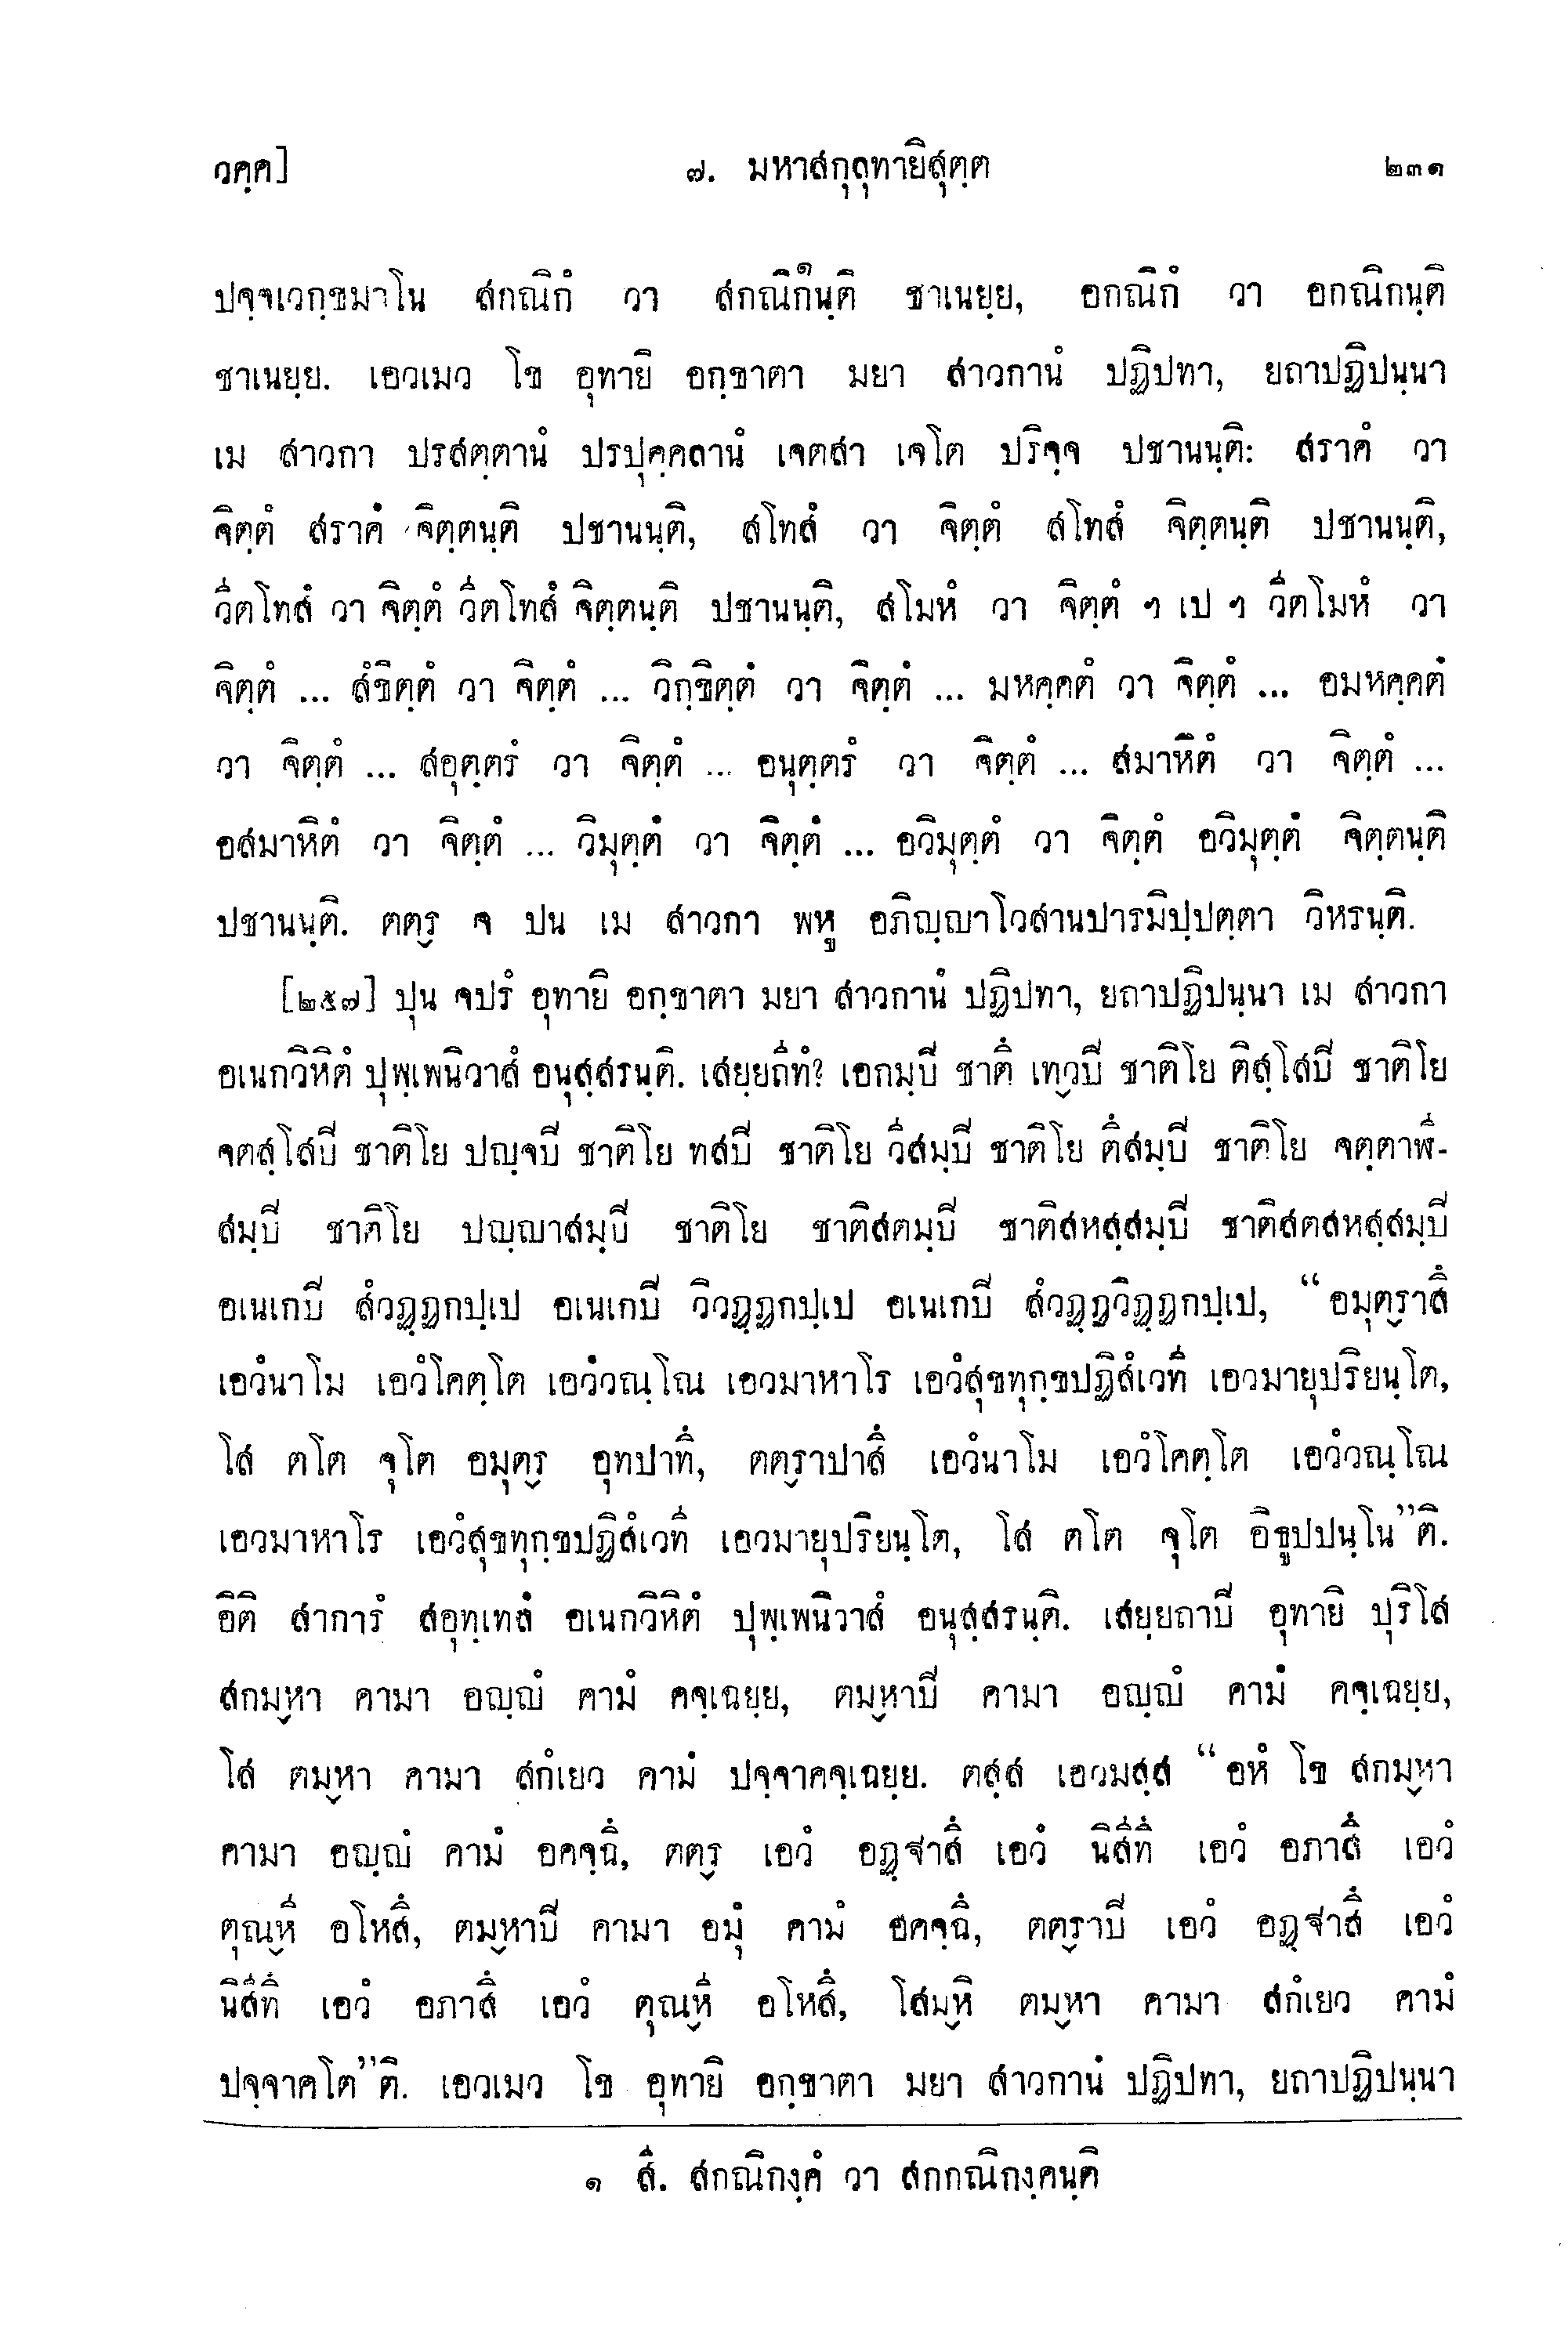 วคฺค]	๗. มหาสกุลุทายิสุตฺต	๒๓๑
ปจฺจเวกฺขมาโน สกณิกํ วา สกณิกนฺติ๑ ชาเนยฺย, อกณิกํ วา อกณิกนฺติ
ชาเนยฺย. เอวเมว โข อุทายิ อกฺขาตา มยา สาวกานํ ปฏิปทา, ยถาปฏิปนฺนา
เม สาวกา ปรสตฺตานํ ปรปุคฺคลานํ เจตสา เจโต ปริจฺจ ปชานนฺติ: สราคํ วา
จิตฺตํ สราคํ จิตฺตนฺติ ปชานนฺติ, สโทสํ วา จิตฺตํ สโทสํ จิตฺตนฺติ ปชานนฺติ,
วีตโทสํ วา จิตฺตํ วีตโทสํ จิตฺตนฺติ ปชานนฺติ, สโมหํ วา จิตฺตํ ฯ เป ฯ วีตโมหํ วา
จิตฺตํ ... สํขิตฺตํ วา จิตฺตํ ... วิกฺขิตฺตํ วา จิตฺตํ ... มหคฺคตํ วา จิตฺตํ ... อมหคฺคตํ
วา จิตฺตํ ... สอุตฺตรํ วา จิตฺตํ ... อนุตฺตรํ วา จิตฺตํ ... สมาหิตํ วา จิตฺตํ ...
อสมาหิตํ วา จิตฺตํ ... วิมุตฺตํ วา จิตฺตํ ... อวิมุตฺตํ วา จิตฺตํ อวิมุตฺตํ จิตฺตนฺติ
ปชานนฺติ. ตตฺร จ ปน เม สาวกา พหู อภิญฺญาโวสานปารมิปฺปตฺตา วิหรนฺติ.
[๒๕๗] ปุน จปรํ อุทายิ อกฺขาตา มยา สาวกานํ ปฏิปทา, ยถาปฏิปนฺนา เม สาวกา
อเนกวิหิตํ ปุพฺเพนิวาสํ อนุสฺสรนฺติ. เสยฺยถีทํ? เอกมฺปิ ชาตึ เทฺวปิ ชาติโย ติสฺโสปิ ชาติโย
จตสฺโสปิ ชาติโย ปญฺจปิ ชาติโย ทสปิ ชาติโย วีสมฺปิ ชาติโย ตึสมฺปิ ชาติโย จตฺตาฬี-
สมฺปิ ชาติโย ปญฺญาสมฺปิ ชาติโย ชาติสตมฺปิ ชาติสหสฺสมฺปิ ชาติสตสหสฺสมฺปิ
อเนเกปิ สํวฏฺฏกปฺเป อเนเกปิ วิวฏฺฏกปฺเป อเนเกปิ สํวฏฺฏวิฏฺฏกปฺเป, “อมุตฺราสึ
เอวํนาโม เอวํโคตฺโต เอวํวณฺโณ เอวมาหาโร เอวํสุขทุกฺขปฏิสํเวที เอวมายุปริยนฺโต,
โส ตโต จุโต อมุตฺร อุทปาทึ, ตตฺราปาสึ เอวํนาโม เอวํโคตฺโต เอวํวณฺโณ
เอวมาหาโร เอวํสุขทุกฺขปฏิสํเวที เอวมายุปริยนฺโต, โส ตโต จุโต อิธูปปนฺโน”ติ.
อิติ สาการํ สอุทฺเทสํ อเนกวิหิตํ ปุพฺเพนิวาสํ อนุสฺสรนฺติ. เสยฺยถาปิ อุทายิ ปุริโส
สกมฺหา คามา อญฺญํ คามํ คจฺเฉยฺย, ตมฺหาปิ คามา อญฺญํ คามํ คจฺเฉยฺย,
โส ตมฺหา คามา สกํเยว คามํ ปจฺจาคจฺเฉยฺย. ตสฺส เอวมสฺส “อหํ โข สกมฺหา
คามา อญฺญํ คามํ อคจฺฉึ, ตตฺร เอวํ อฏฺฐาสึ เอวํ นิสีทึ เอวํ อภาสึ เอวํ
ตุณฺหี อโหสึ, ตมฺหาปิ คามา อมุํ คามํ อคจฺฉึ, ตตฺราปิ เอวํ อฏฺฐาสึ เอวํ
นิสีทึ เอวํ อภาสึ เอวํ ตุณฺหี อโหสึ, โสมฺหิ ตมฺหา คามา สกํเยว คามํ
ปจฺจาคโต”ติ. เอวเมว โข อุทายิ อกฺขาตา มยา สาวกานํ ปฏิปทา, ยถาปฏิปนฺนา
๑ สี. สกณิกงฺคํ วา สกกณิกงฺคนฺติ